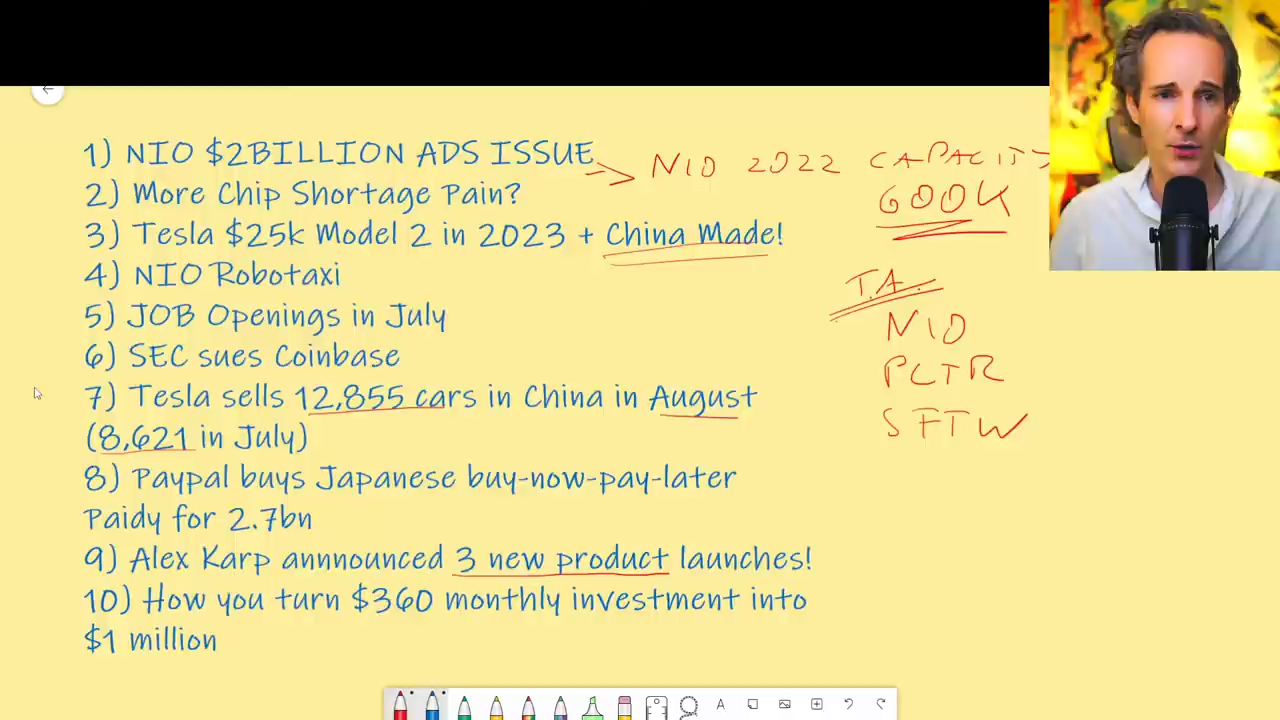 1) NIO $2BILLION ADS ISSUE
NIO 2022 CAPACITY
2) More Chip Shortage Pain?
600K
3) Tesla $25k Model 2 in 2023 + China Made!
4) NIO Robotaxi
T.A.
5) JOB Openings in July
NIO
6) SEC sues Coinbase
PLTR
7) Tesla sells 12,855 cars in China in August
(8,621 in July)
SFTW
8) Paypal buys Japanese buy-now-pay-later
Paidy for 2.7bn
9) Alex Karp annnounced 3 new product launches!
10) How you turn $360 monthly investment into
$1 million
A